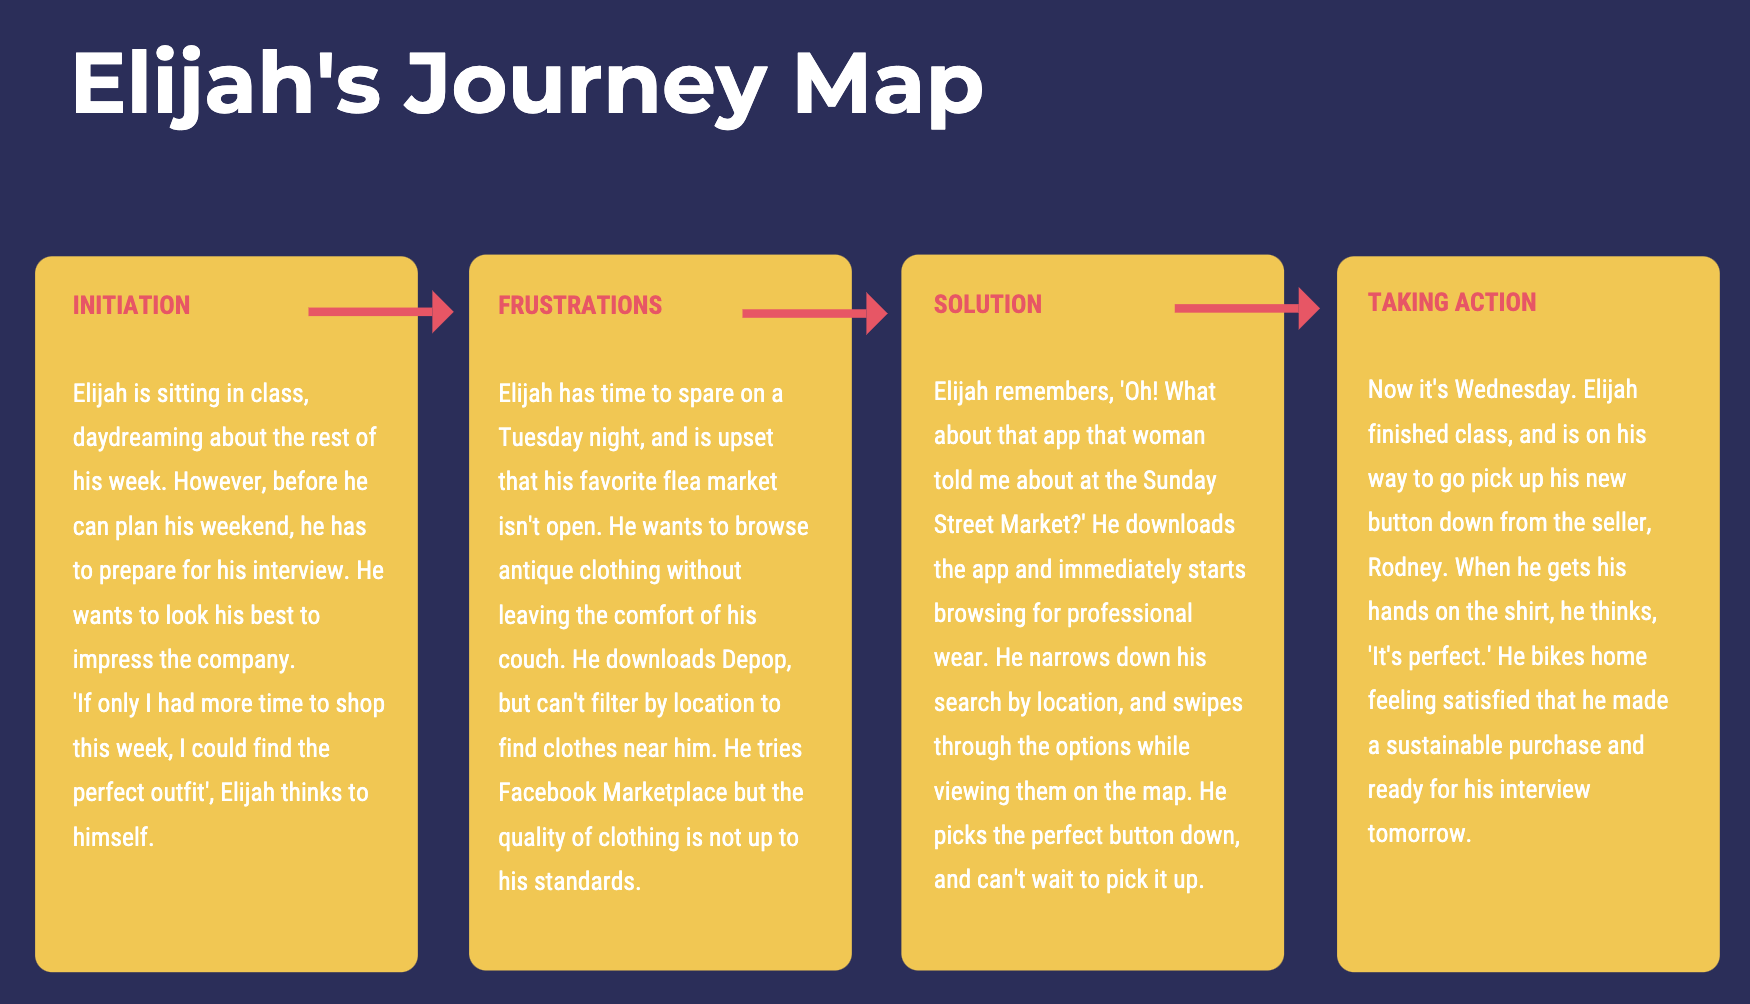 Elijah's Journey Map
INITIATION
Elijah is sitting in class,
daydreaming about the rest of
his week. However, before he
can plan his weekend, he has
to prepare for his interview. He
wants to look his best to
impress the company.
'If only I had more time to shop
this week, I could find the
perfect outfit', Elijah thinks to
himself.
FRUSTRATIONS
Elijah has time to spare on a
Tuesday night, and is upset
that his favorite flea market
isn't open. He wants to browse
antique clothing without
leaving the comfort of his
couch. He downloads Depop,
but can't filter by location to
find clothes near him. He tries
Facebook Marketplace but the
quality of clothing is not up to
his standards.
SOLUTION
Elijah remembers, 'Oh! What
about that app that woman
told me about at the Sunday
Street Market?' He downloads
the app and immediately starts
browsing for professional
wear. He narrows down his
search by location, and swipes
through the options while
viewing them on the map. He
picks the perfect button down,
and can't wait to pick it up.
TAKING ACTION
Now it's Wednesday. Elijah
finished class, and is on his
way to go pick up his new
button down from the seller,
Rodney. When he gets his
hands on the shirt, he thinks,
'It's perfect.' He bikes home
feeling satisfied that he made
a sustainable purchase and
ready for his interview
tomorrow.